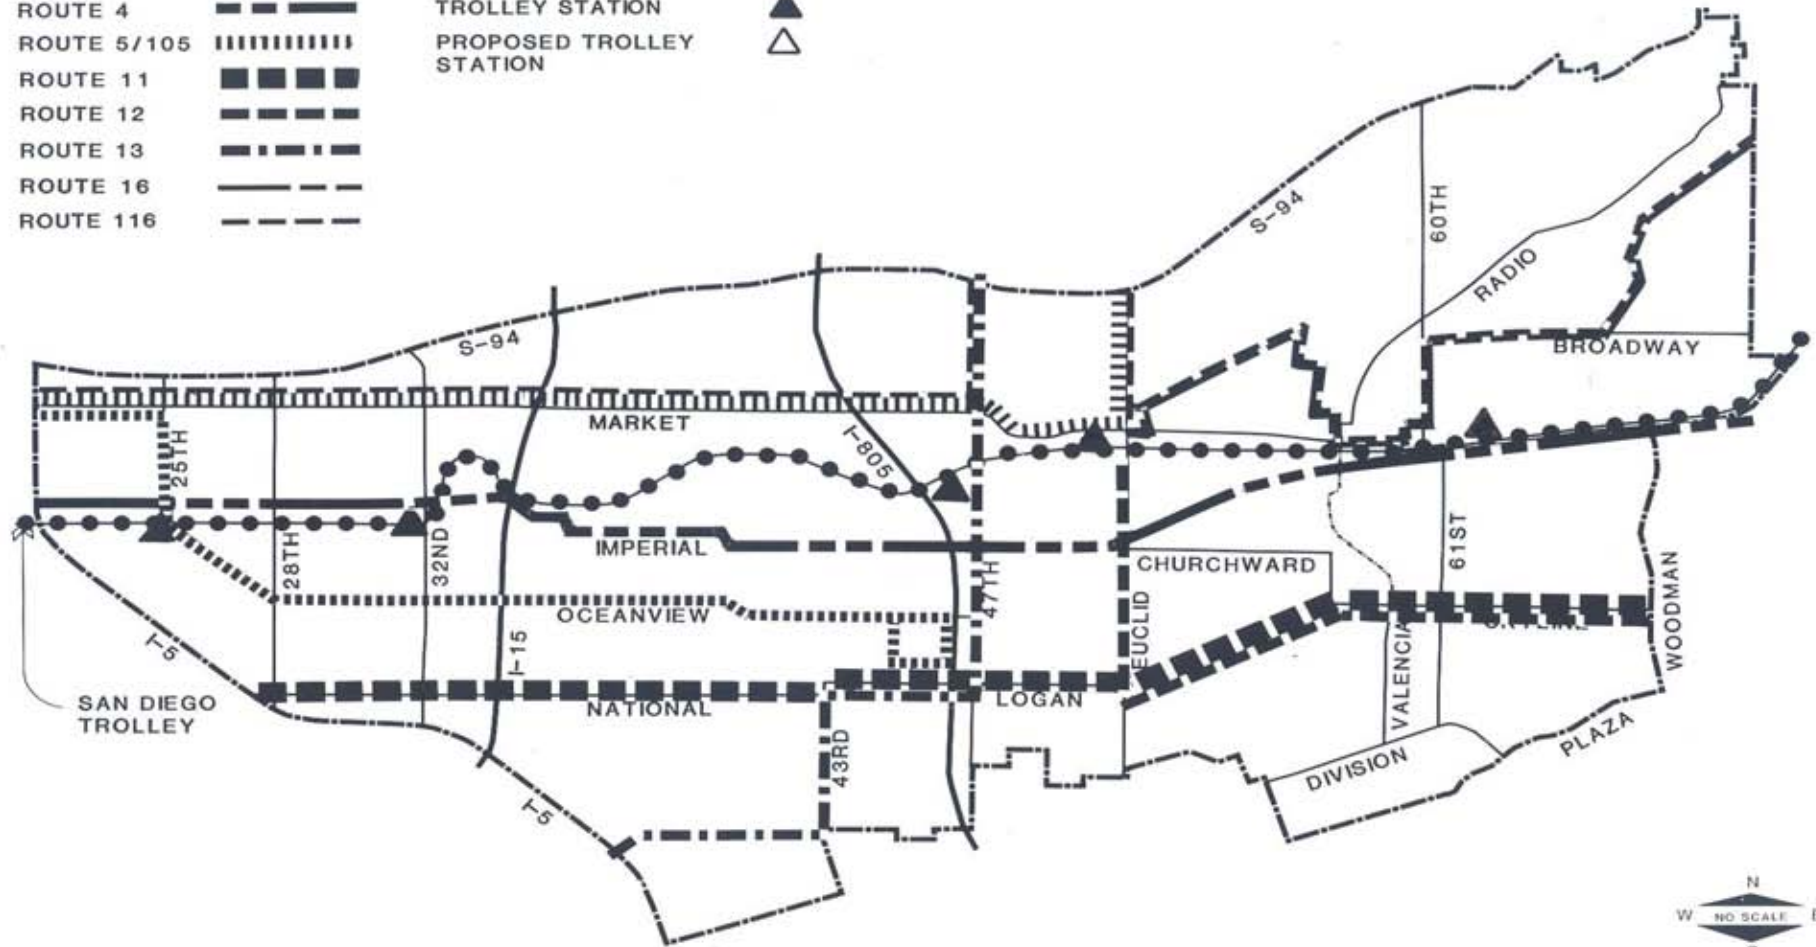 ROUTE 4
ROUTE 5/105
ROUTE 11
ROUTE 12
ROUTE 13
ROUTE 16
ROUTE 116
TROLLEY STATION
PROPOSED TROLLEY
STATION
S-94
60TH
RADIO
BROADWAY
S-94
MARKET
25TH
I-805
28TH
32ND
IMPERIAL
47TH
CHURCHWARD
61ST
WOODMAN
OCEANVIEW
I-15
EUCLID
SKYLINE
VALENCIA
I-5
SAN DIEGO
TROLLEY
NATIONAL
LOGAN
43RD
I-5
DIVISION
PLAZA
N
W NO SCALE E